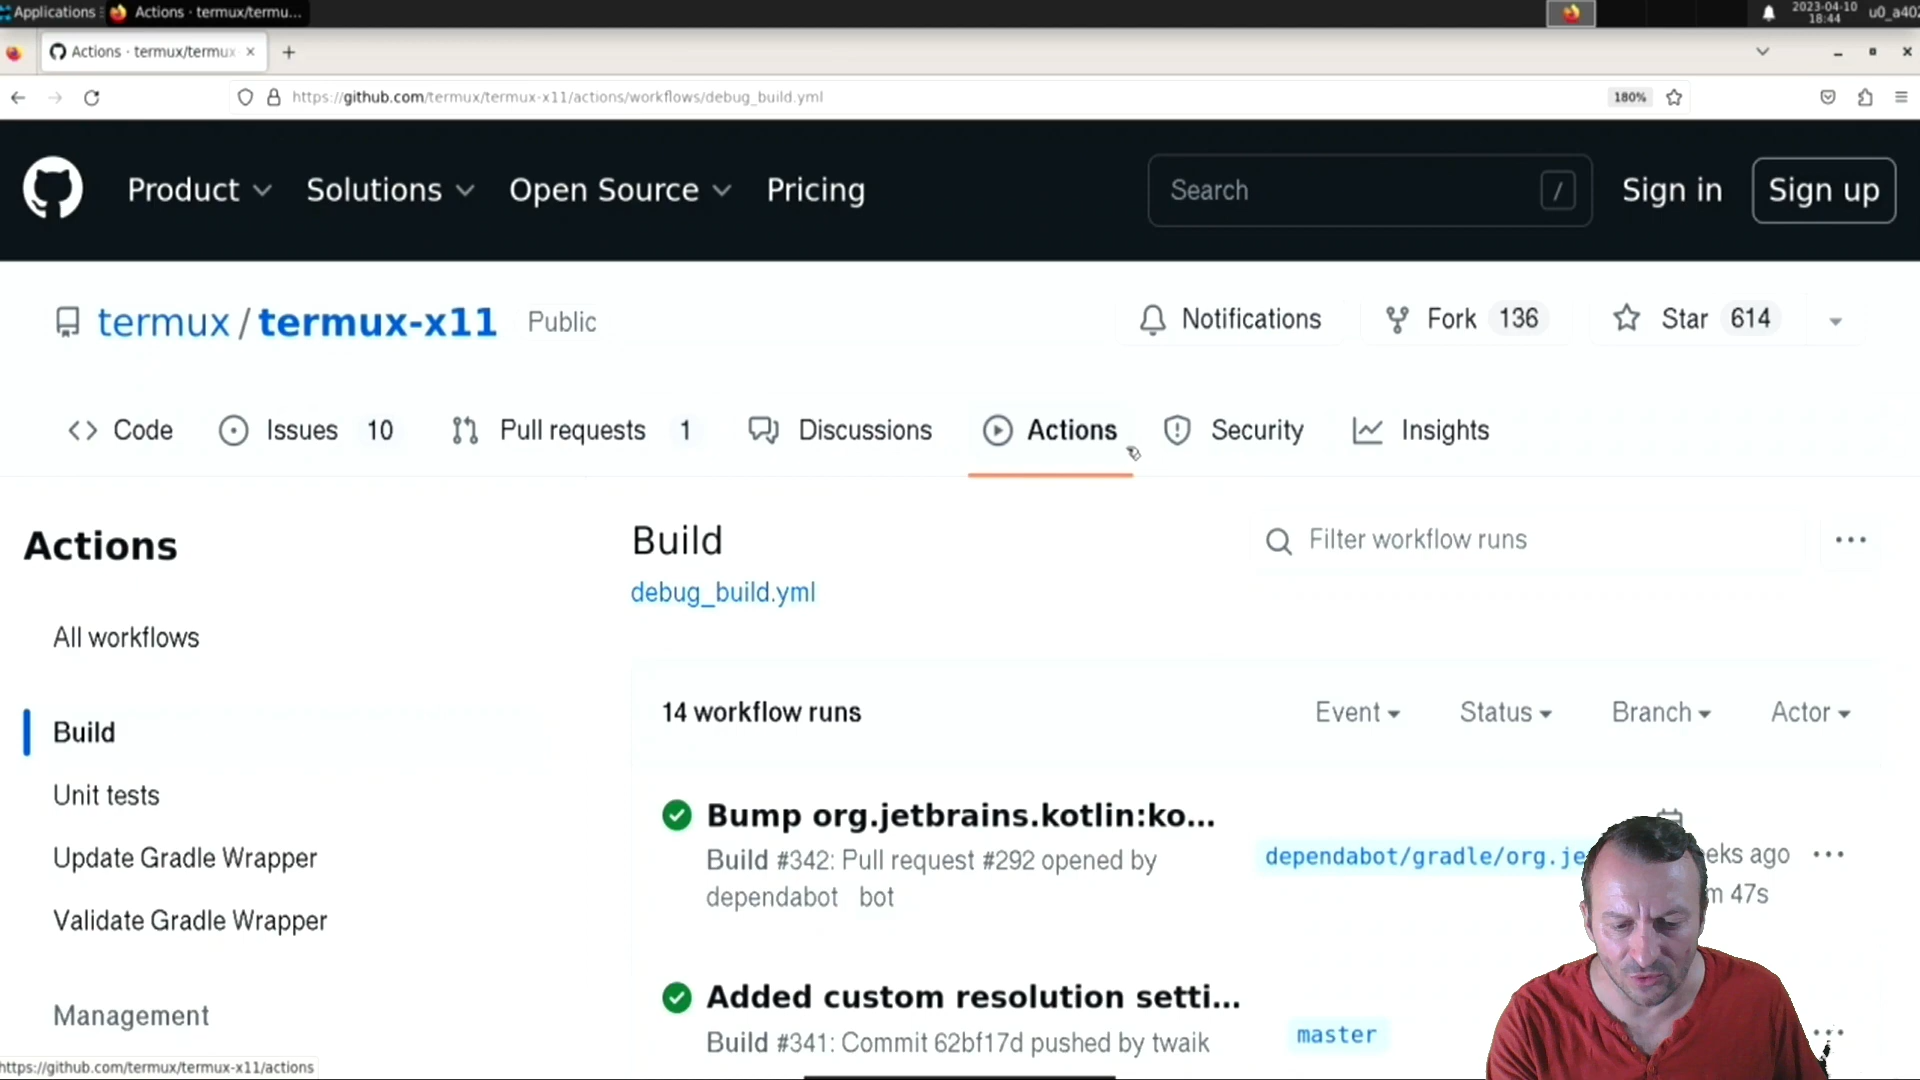 Applications
Actions · termux/termu...
2023-04-10
18:44
u0_a402
Actions · termux/termux
https://github.com/termux/termux-x11/actions/workflows/debug_build.yml
180%
Product
Solutions
Open Source
Pricing
Search
/
Sign in
Sign up
termux / termux-x11
Public
Notifications
Fork 136
Star 614
Code
Issues 10
Pull requests 1
Discussions
Actions
Security
Insights
Actions
Build
Filter workflow runs
debug_build.yml
All workflows
Build
Unit tests
Update Gradle Wrapper
Validate Gradle Wrapper
Management
14 workflow runs
Event
Status
Branch
Actor
Bump org.jetbrains.kotlin:ko...
Build #342: Pull request #292 opened by
dependabot bot
dependabot/gradle/org.je
eks ago
m 47s
Added custom resolution setti...
Build #341: Commit 62bf17d pushed by twaik
master
https://github.com/termux/termux-x11/actions